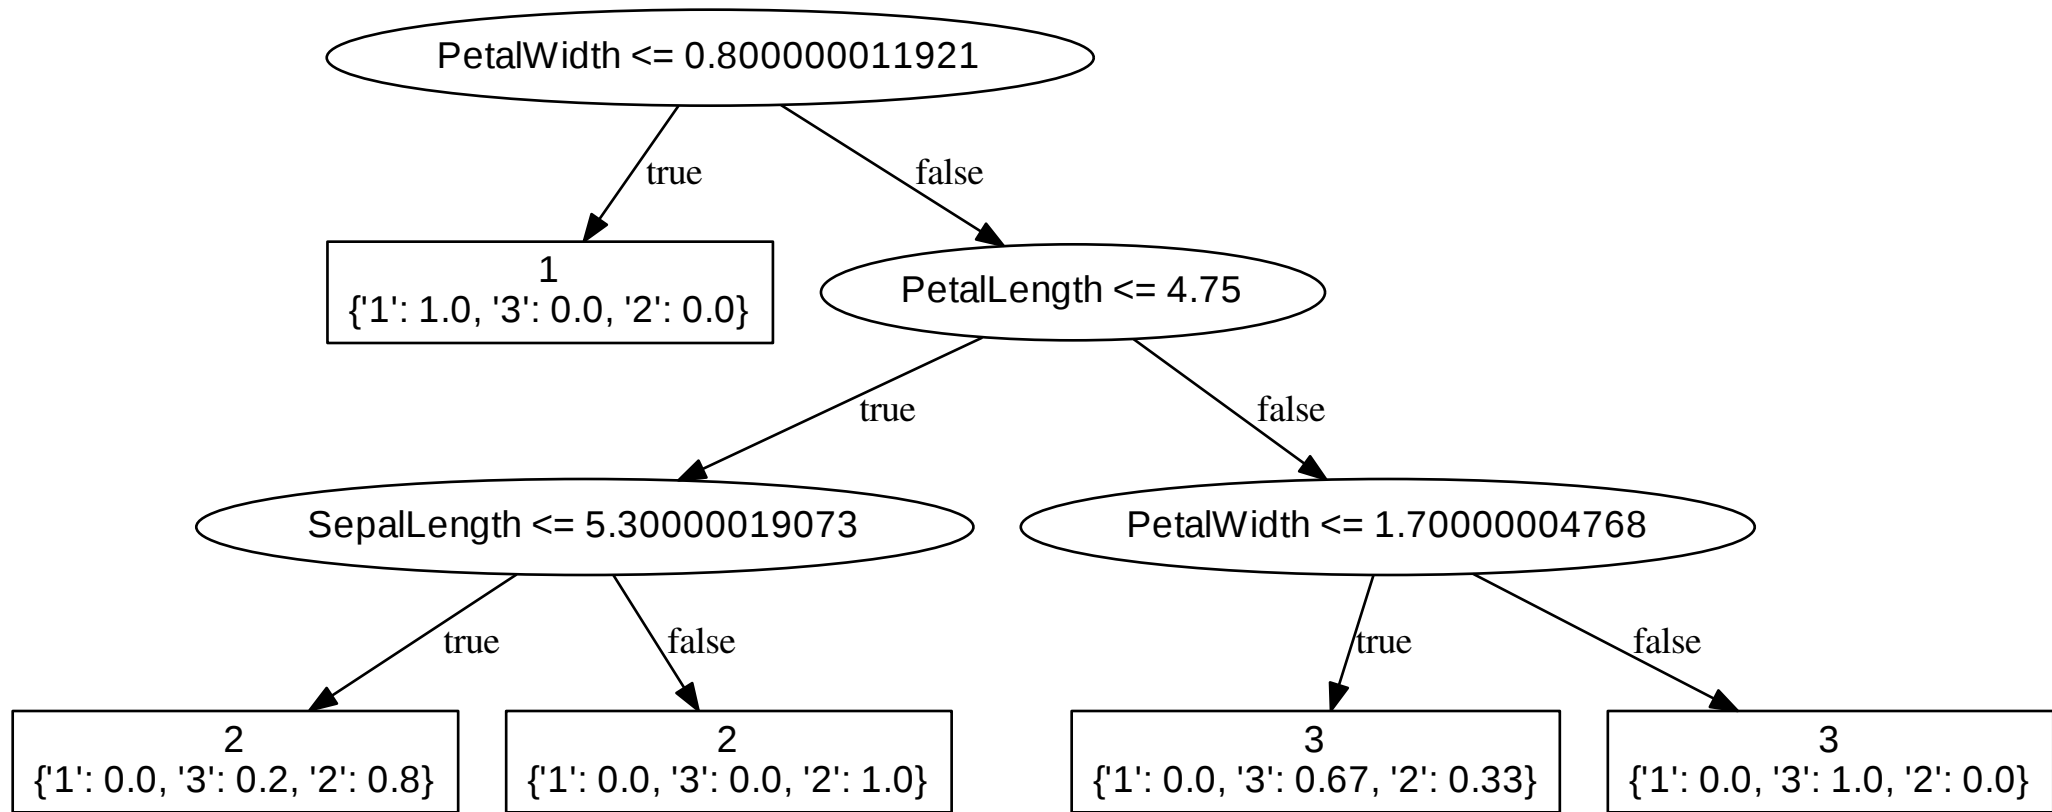 PetalWidth <= 0.800000011921
true
false
1
{'1': 1.0, '3': 0.0, '2': 0.0}
PetalLength <= 4.75
true
false
SepalLength <= 5.30000019073
PetalWidth <= 1.70000004768
true
false
true
false
2
{'1': 0.0, '3': 0.2, '2': 0.8}
2
{'1': 0.0, '3': 0.0, '2': 1.0}
3
{'1': 0.0, '3': 0.67, '2': 0.33}
3
{'1': 0.0, '3': 1.0, '2': 0.0}